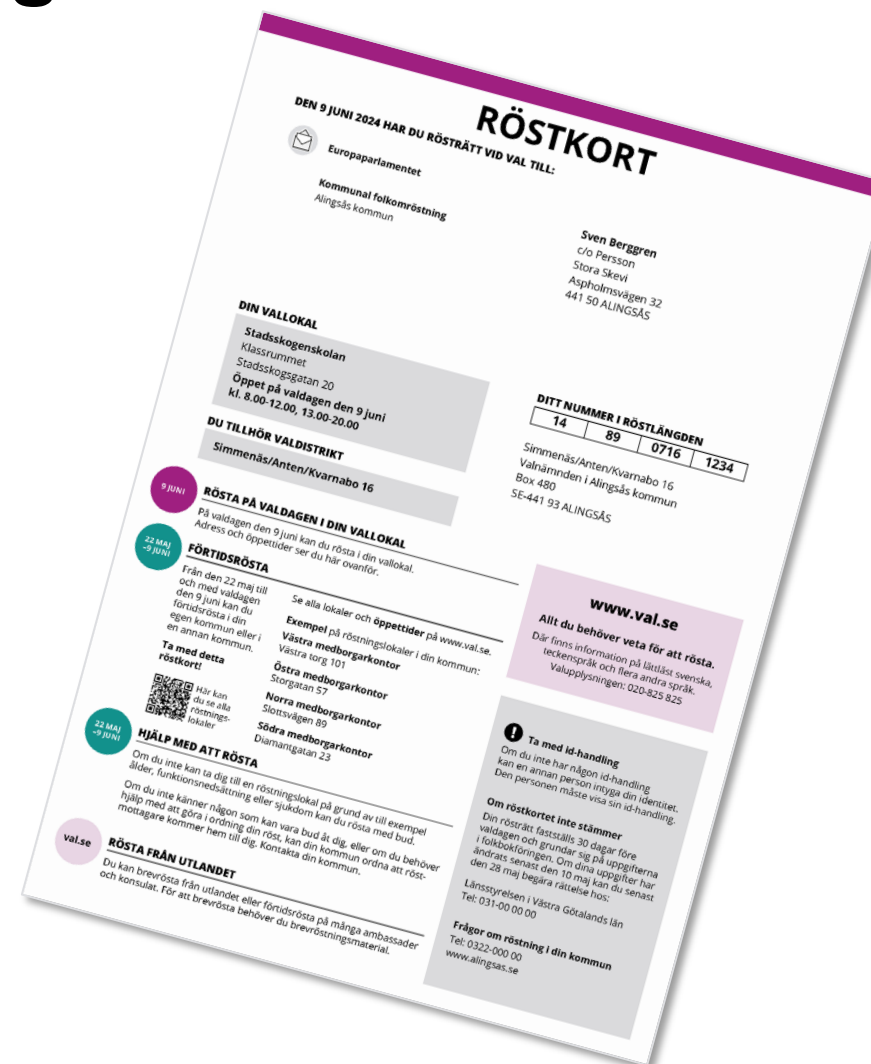 RÖSTKORT
DEN 9 JUNI 2024 HAR DU RÖSTRÄTT VID VAL TILL:
Europaparlamentet
Kommunal folkomröstning
Alingsås kommun
Sven Berggren
c/o Persson
Stora Skevi
Aspholmsvägen 32
441 50 ALINGSÅS
DIN VALLOKAL
Stadsskogenskolan
Klassrummet
Stadsskogsgatan 20
Öppet på valdagen den 9 juni
kl. 8.00-12.00, 13.00-20.00
DU TILLHÖR VALDISTRIKT
Simmenäs/Anten/Kvarnabo 16
DITT NUMMER I RÖSTLÄNGDEN
14 89 0716 1234
Simmenäs/Anten/Kvarnabo 16
Valnämnden i Alingsås kommun
Box 480
SE-441 93 ALINGSÅS
9 JUNI
RÖSTA PÅ VALDAGEN I DIN VALLOKAL
På valdagen den 9 juni kan du rösta i din vallokal.
Adress och öppettider ser du här ovanför.
22 MAJ
–9 JUNI
FÖRTIDSRÖSTA
Från den 22 maj till
och med valdagen
den 9 juni kan du
förtidsrösta i din
egen kommun eller i
en annan kommun.
Ta med detta
röstkort!
Här kan
du se alla
röstnings-
lokaler
Se alla lokaler och öppettider på www.val.se.
Exempel på röstningslokaler i din kommun:
Västra medborgarkontor
Västra torg 101
Östra medborgarkontor
Storgatan 57
Norra medborgarkontor
Slottsvägen 89
Södra medborgarkontor
Diamantgatan 23
22 MAJ
–9 JUNI
HJÄLP MED ATT RÖSTA
Om du inte kan ta dig till en röstningslokal på grund av till exempel
ålder, funktionsnedsättning eller sjukdom kan du rösta med bud.
Om du inte känner någon som kan vara bud åt dig, eller om du behöver
hjälp med att göra i ordning din röst, kan din kommun ordna att röst-
mottagare kommer hem till dig. Kontakta din kommun.
val.se
RÖSTA FRÅN UTLANDET
Du kan brevrösta från utlandet eller förtidsrösta på många ambassader
och konsulat. För att brevrösta behöver du brevröstningsmaterial.
www.val.se
Allt du behöver veta för att rösta.
Där finns information på lättläst svenska,
teckenspråk och flera andra språk.
Valupplysningen: 020-825 825
! Ta med id-handling
Om du inte har någon id-handling
kan en annan person intyga din identitet.
Den personen måste visa sin id-handling.
Om röstkortet inte stämmer
Din rösträtt fastställs 30 dagar före
valdagen och grundar sig på uppgifterna
i folkbokföringen. Om dina uppgifter har
ändrats senast den 10 maj kan du senast
den 28 maj begära rättelse hos:
Länsstyrelsen i Västra Götalands län
Tel: 031-00 00 00
Frågor om röstning i din kommun
Tel: 0322-000 00
www.alingsas.se